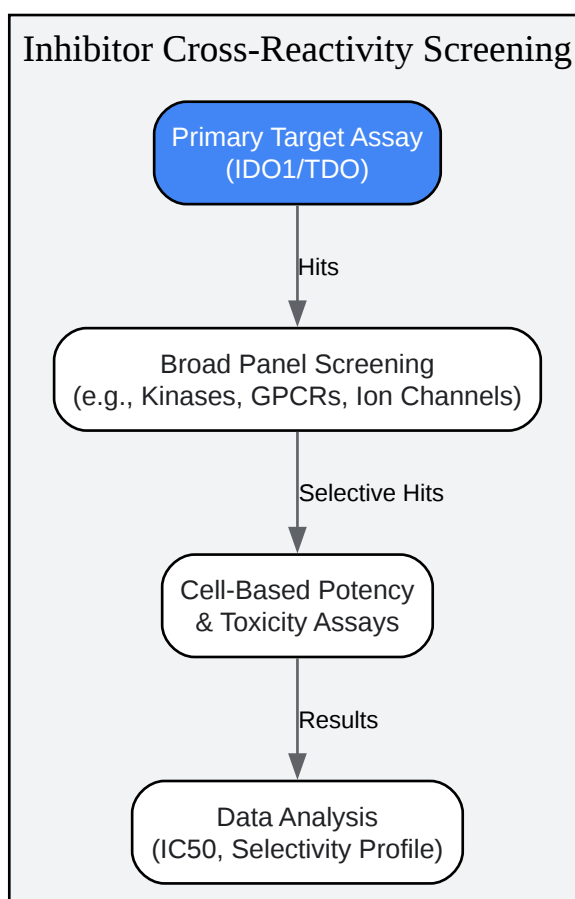 Inhibitor Cross-Reactivity Screening
Primary Target Assay
(IDO1/TDO)
Hits
Broad Panel Screening
(e.g., Kinases, GPCRs, Ion Channels)
Selective Hits
Cell-Based Potency
& Toxicity Assays
Results
Data Analysis
(IC50, Selectivity Profile)